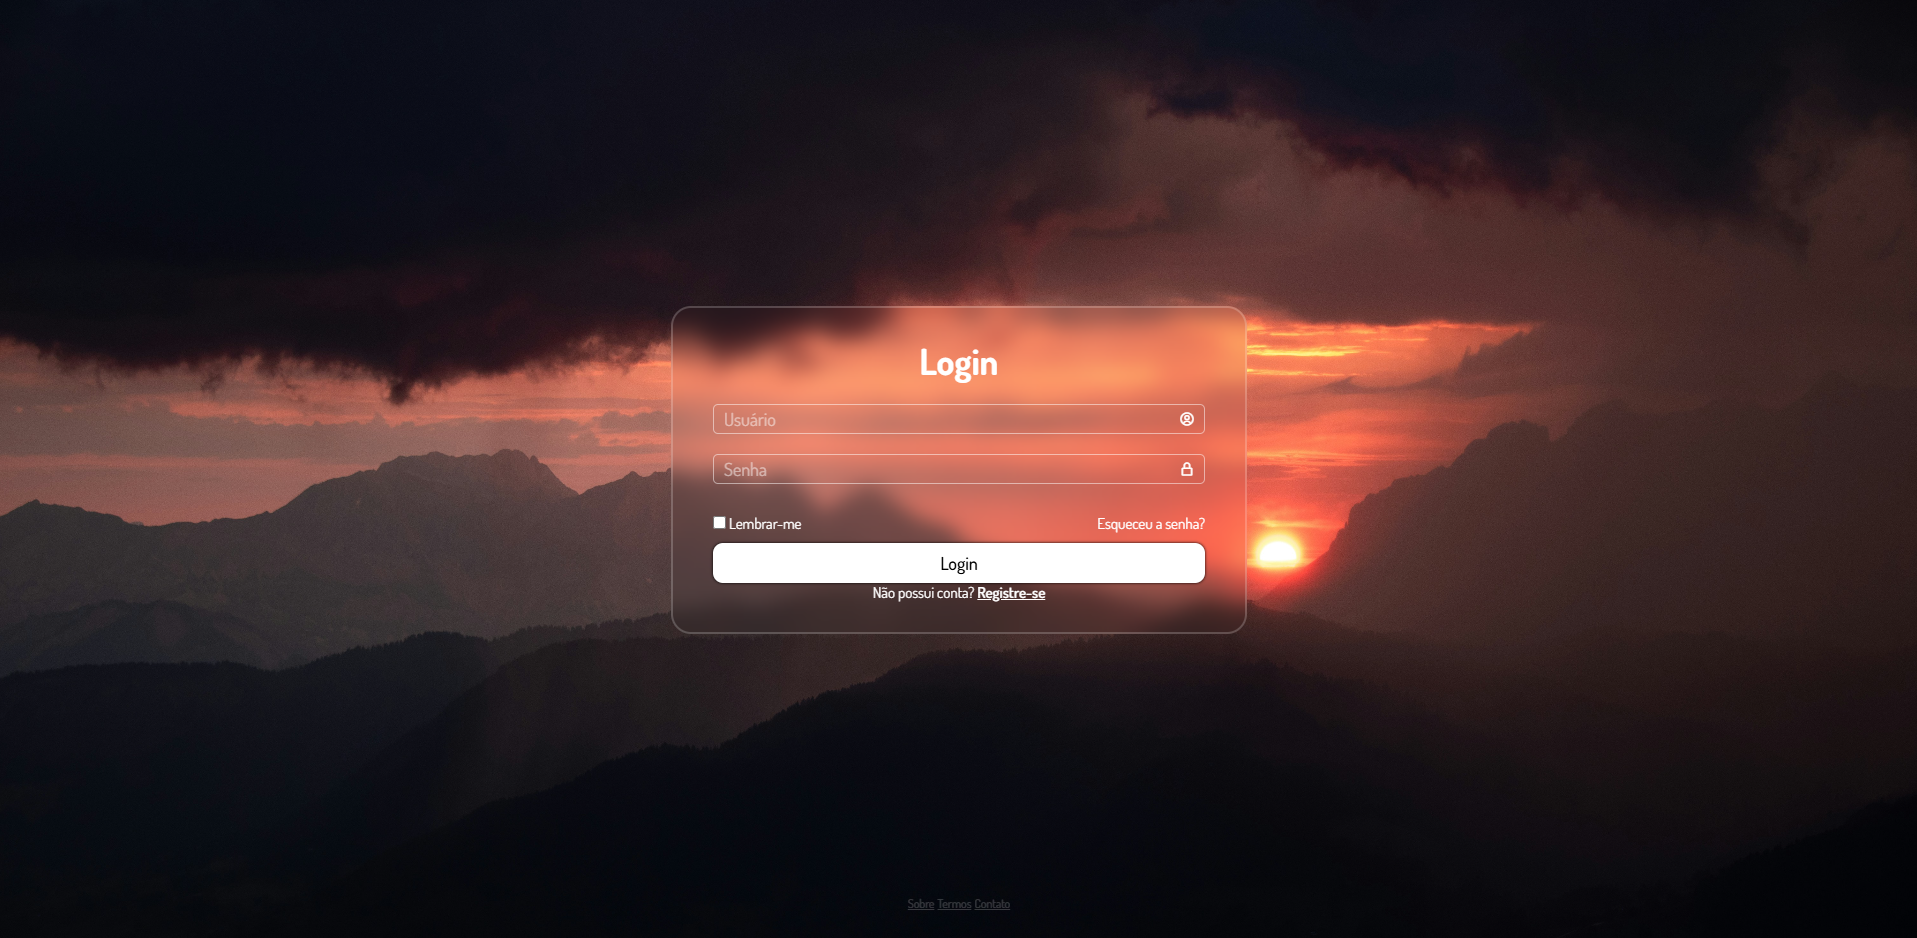 Login
Usuário
Senha
Lembrar-me Esqueceu a senha?
Login
Não possui conta? Registre-se
Sobre Termos Contato